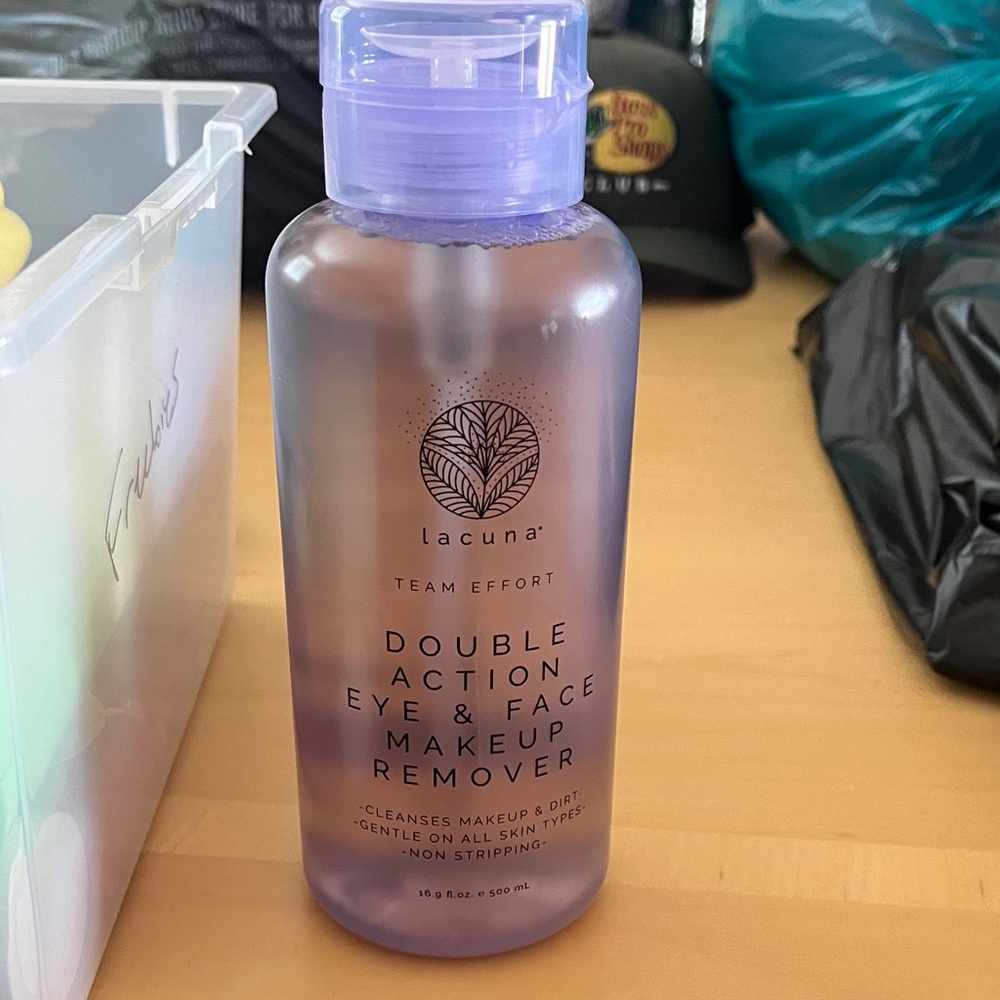 Bass
Pro
Shops
CLUB
Freebies
lacuna
TEAM EFFORT
DOUBLE
ACTION
EYE & FACE
MAKEUP
REMOVER
-CLEANSES MAKEUP & DIRT-
-GENTLE ON ALL SKIN TYPES-
-NON STRIPPING-
16.9 fl.oz. e 500 mL